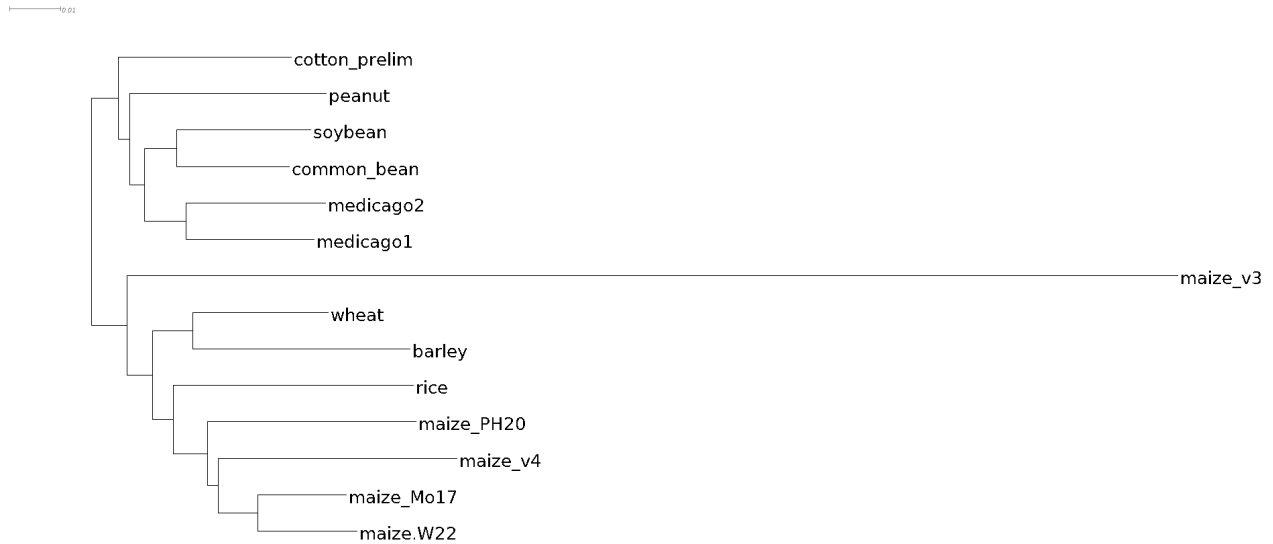 0.01
cotton_prelim
peanut
soybean
common_bean
medicago2
medicago1
maize_v3
wheat
barley
rice
maize_PH20
maize_v4
maize_Mo17
maize.W22